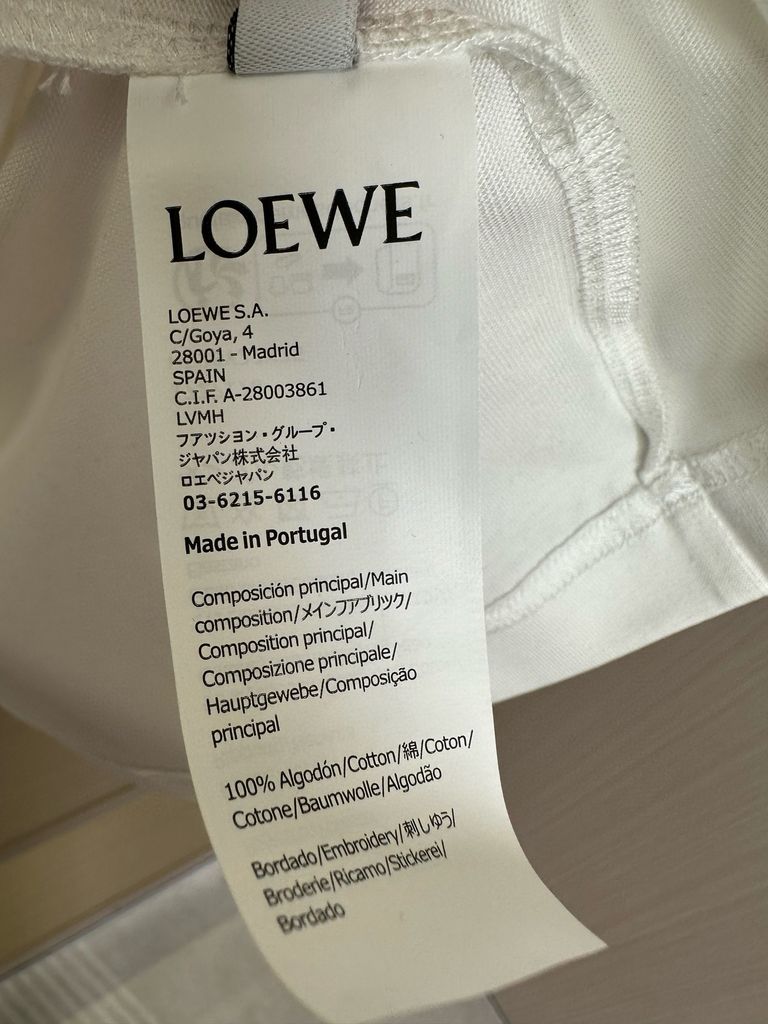 LOEWE
LOEWE S.A.
C/Goya, 4
28001 - Madrid
SPAIN
C.I.F. A-28003861
LVMH
ファッション・グループ・
ジャパン株式会社
ロエベジャパン
03-6215-6116
Made in Portugal
Composición principal/Main
composition/メインファブリック/
Composition principal/
Composizione principale/
Hauptgewebe/Composição
principal
100% Algodón/Cotton/綿/Coton/
Cotone/Baumwolle/Algodão
Bordado/Embroidery/刺しゆう/
Broderie/Ricamo/Stickerei/
Bordado